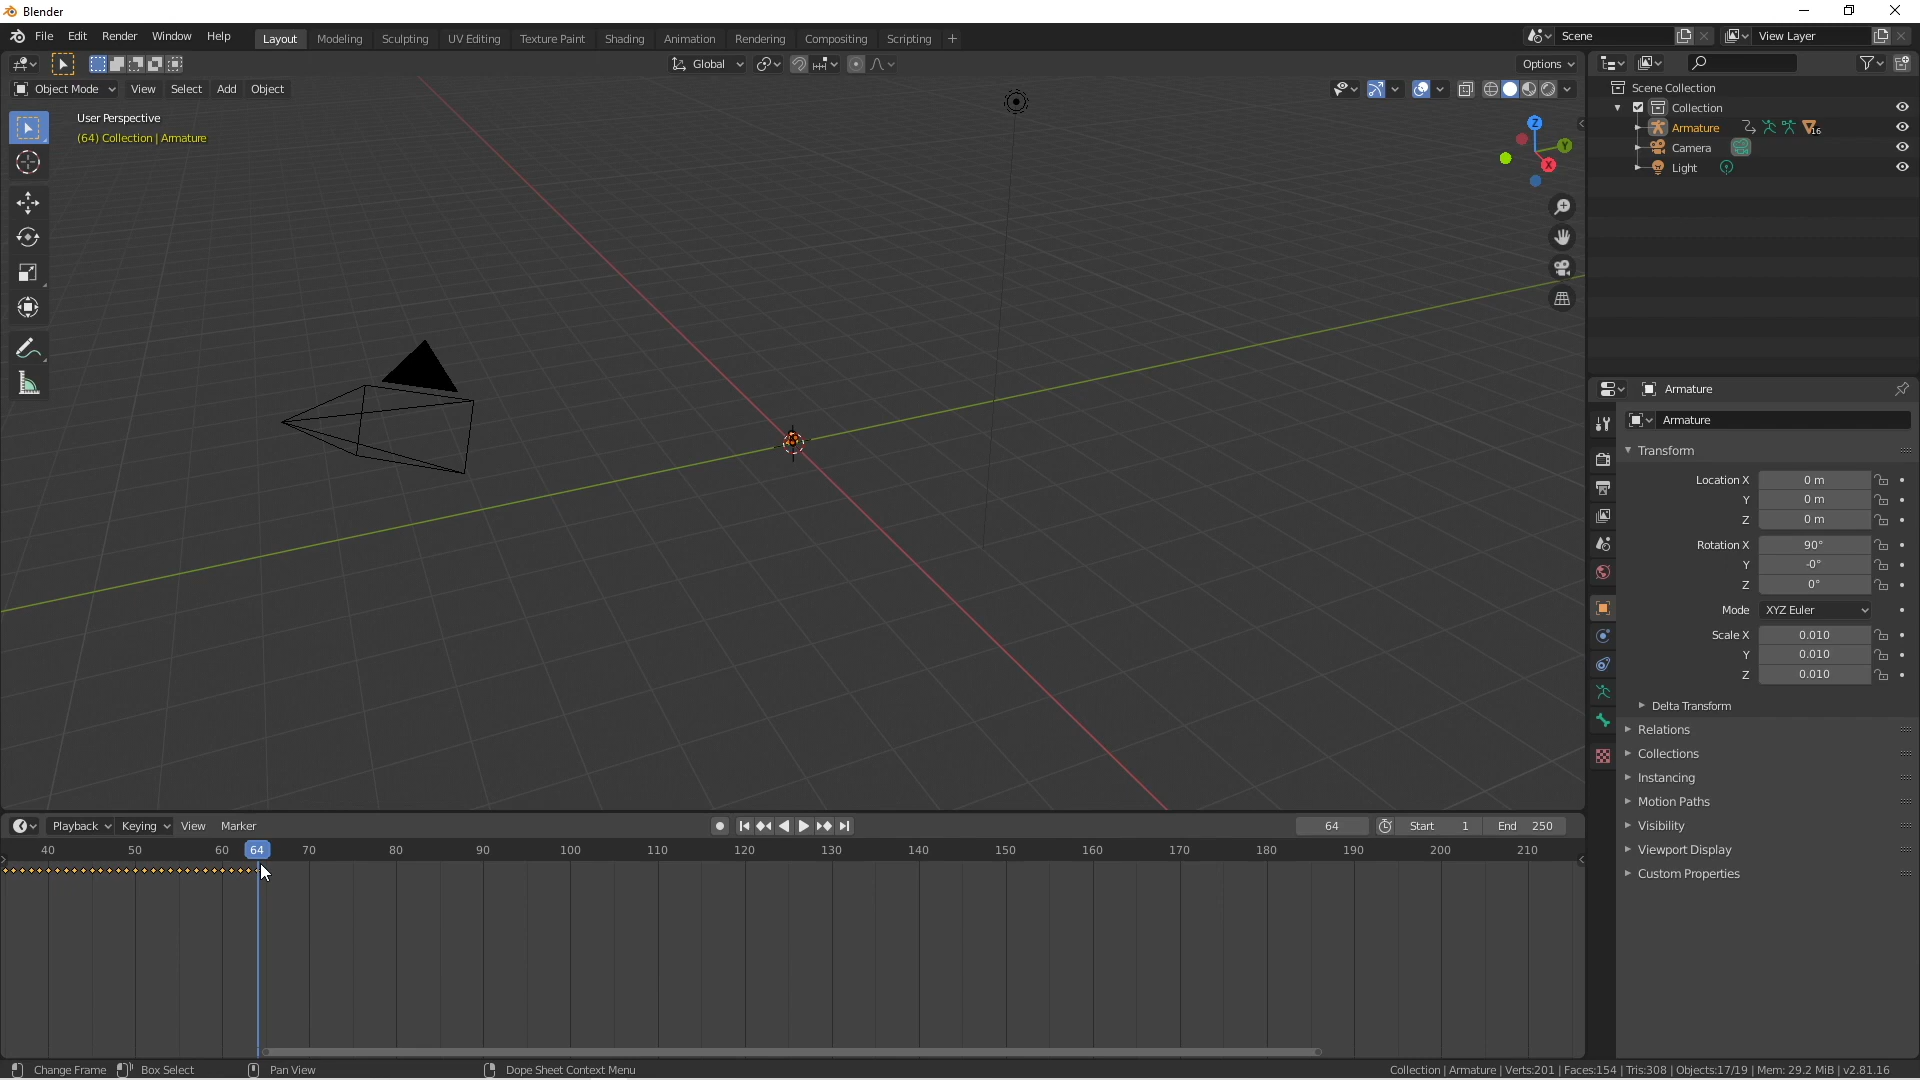 Blender
File Edit Render Window Help Layout Modeling Sculpting UV Editing Texture Paint Shading Animation Rendering Compositing Scripting + Scene View Layer
Global Options
Object Mode View Select Add Object
User Perspective
(64) Collection | Armature
Z
Y
X
Scene Collection
Collection
Armature 16
Camera
Light
Armature
Armature
Transform
Location X 0 m
Y 0 m
Z 0 m
Rotation X 90°
Y -0°
Z 0°
Mode XYZ Euler
Scale X 0.010
Y 0.010
Z 0.010
Delta Transform
Relations
Collections
Instancing
Motion Paths
Visibility
Viewport Display
Custom Properties
Playback Keying View Marker 64 Start 1 End 250
40 50 60 64 70 80 90 100 110 120 130 140 150 160 170 180 190 200 210
Change Frame Box Select Pan View Dope Sheet Context Menu Collection | Armature | Verts:201 | Faces:154 | Tris:308 | Objects:17/19 | Mem: 29.2 MiB | v2.81.16